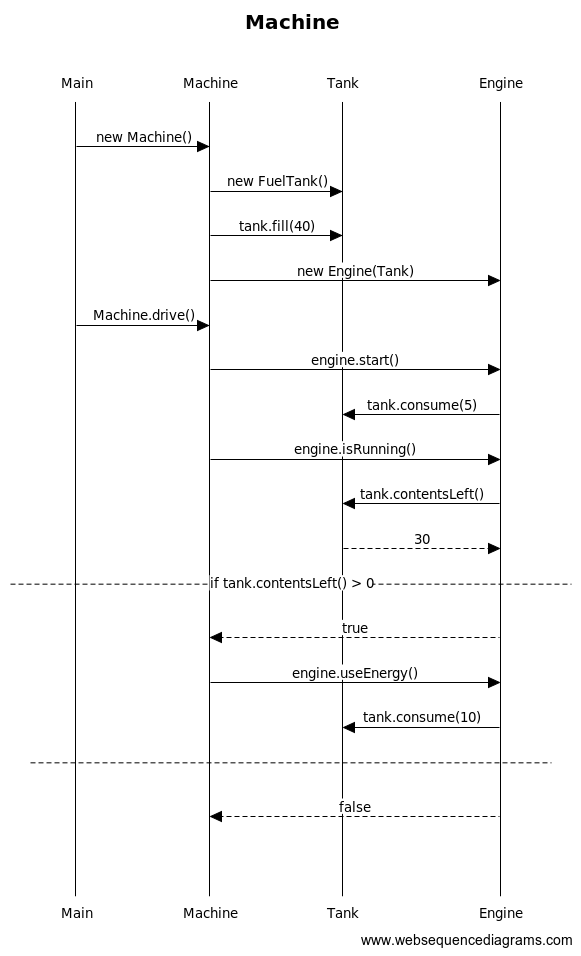 Machine
Main Machine Tank Engine
new Machine()
new FuelTank()
tank.fill(40)
new Engine(Tank)
Machine.drive()
engine.start()
tank.consume(5)
engine.isRunning()
tank.contentsLeft()
30
if tank.contentsLeft() > 0
true
engine.useEnergy()
tank.consume(10)
false
Main Machine Tank Engine
www.websequencediagrams.com